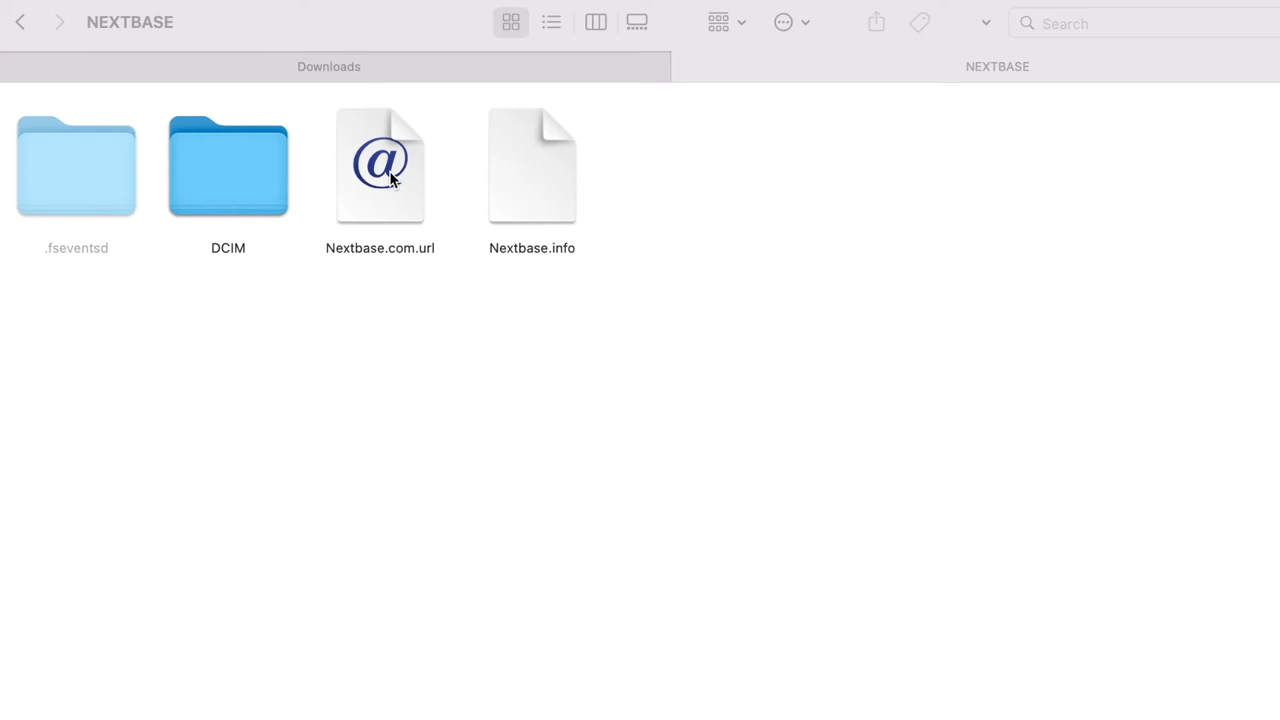 NEXTBASE
Search
Downloads
NEXTBASE
@
.fseventsd
DCIM
Nextbase.com.url
Nextbase.info